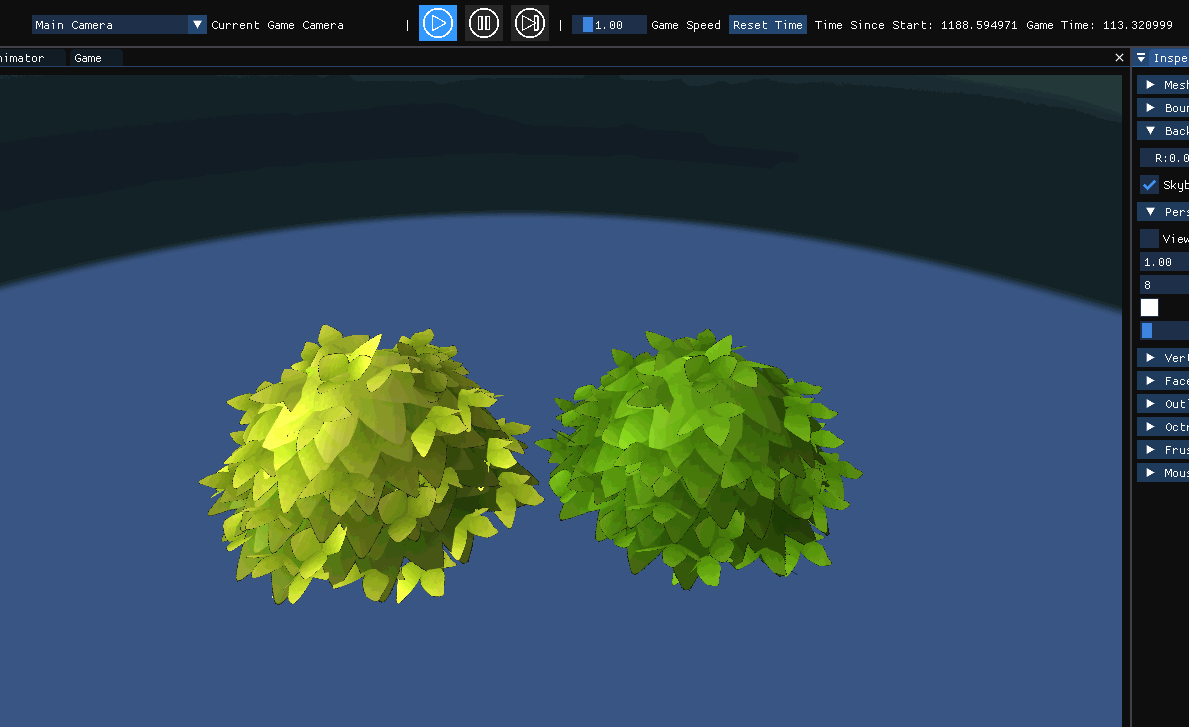 Main Camera Current Game Camera 1.00 Game Speed Reset Time Time Since Start: 1188.594971 Game Time: 113.320999
nimator Game Inspe
Mesh
Boun
Back
R:0.0
Skyb
Pers
View
1.00
8
Vert
Face
Outl
Octr
Frus
Mous